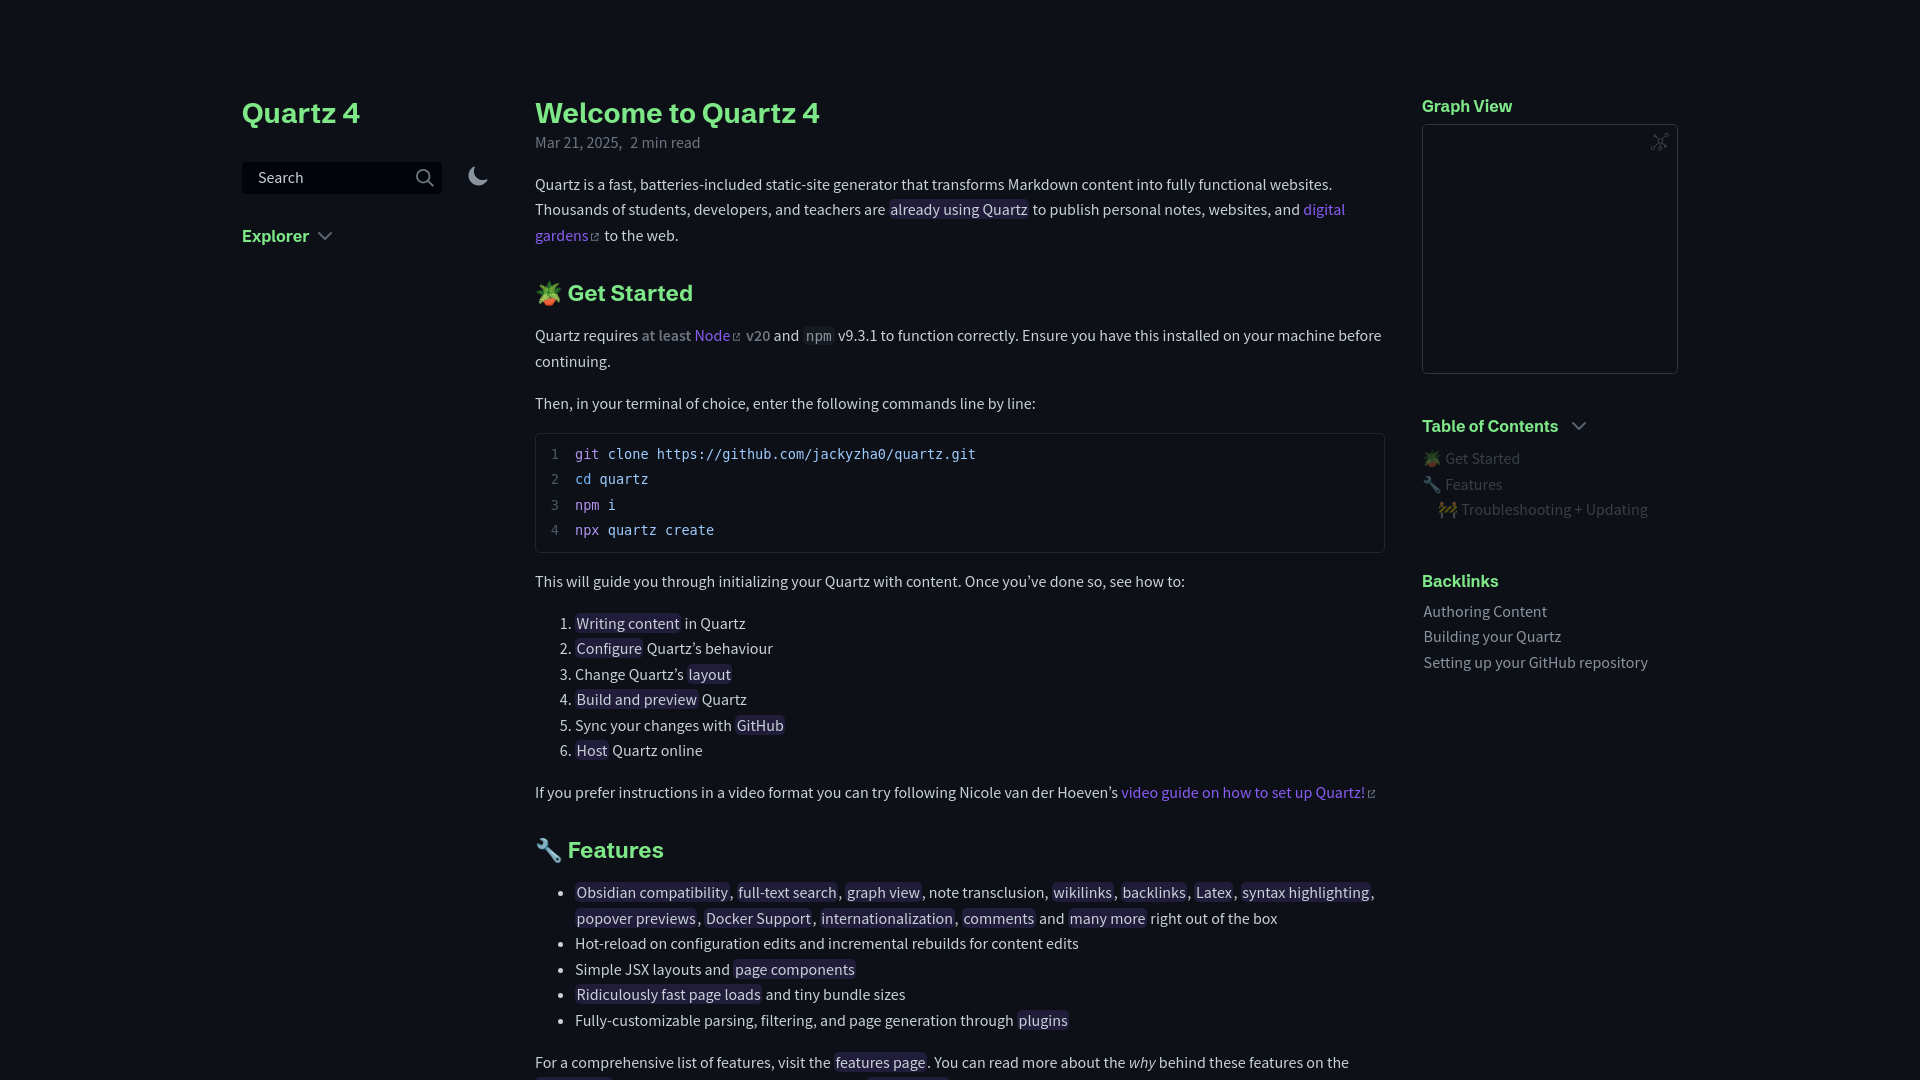 Quartz 4
Search
Explorer
Welcome to Quartz 4
Mar 21, 2025, 2 min read
Quartz is a fast, batteries-included static-site generator that transforms Markdown content into fully functional websites.
Thousands of students, developers, and teachers are already using Quartz to publish personal notes, websites, and digital
gardens to the web.
🪴 Get Started
Quartz requires at least Node v20 and npm v9.3.1 to function correctly. Ensure you have this installed on your machine before
continuing.
Then, in your terminal of choice, enter the following commands line by line:
1 git clone https://github.com/jackyzha0/quartz.git
2 cd quartz
3 npm i
4 npx quartz create
This will guide you through initializing your Quartz with content. Once you’ve done so, see how to:
1. Writing content in Quartz
2. Configure Quartz’s behaviour
3. Change Quartz’s layout
4. Build and preview Quartz
5. Sync your changes with GitHub
6. Host Quartz online
If you prefer instructions in a video format you can try following Nicole van der Hoeven’s video guide on how to set up Quartz!
🔧 Features
• Obsidian compatibility, full-text search, graph view, note transclusion, wikilinks, backlinks, Latex, syntax highlighting,
popover previews, Docker Support, internationalization, comments and many more right out of the box
• Hot-reload on configuration edits and incremental rebuilds for content edits
• Simple JSX layouts and page components
• Ridiculously fast page loads and tiny bundle sizes
• Fully-customizable parsing, filtering, and page generation through plugins
For a comprehensive list of features, visit the features page. You can read more about the why behind these features on the
Graph View
Table of Contents
🪴 Get Started
🔧 Features
🚧 Troubleshooting + Updating
Backlinks
Authoring Content
Building your Quartz
Setting up your GitHub repository